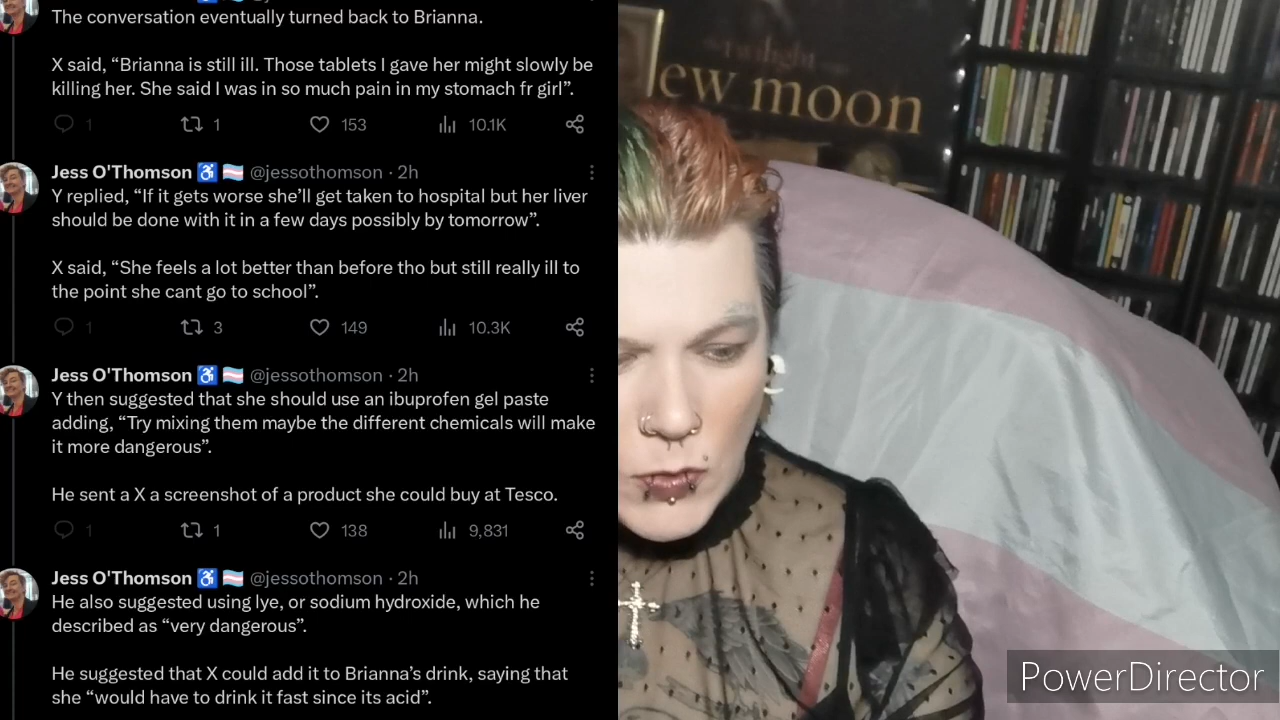 The conversation eventually turned back to Brianna.
X said, “Brianna is still ill. Those tablets I gave her might slowly be
killing her. She said I was in so much pain in my stomach fr girl”.
1 1 153 10.1K
Jess O'Thomson ♿ 🏳️‍⚧️ @jessothomson · 2h
Y replied, “If it gets worse she’ll get taken to hospital but her liver
should be done with it in a few days possibly by tomorrow”.
X said, “She feels a lot better than before tho but still really ill to
the point she cant go to school”.
1 3 149 10.3K
Jess O'Thomson ♿ 🏳️‍⚧️ @jessothomson · 2h
Y then suggested that she should use an ibuprofen gel paste
adding, “Try mixing them maybe the different chemicals will make
it more dangerous”.
He sent a X a screenshot of a product she could buy at Tesco.
1 1 138 9,831
Jess O'Thomson ♿ 🏳️‍⚧️ @jessothomson · 2h
He also suggested using lye, or sodium hydroxide, which he
described as “very dangerous”.
He suggested that X could add it to Brianna’s drink, saying that
she “would have to drink it fast since its acid”.
twilight
ew moon
PowerDirector